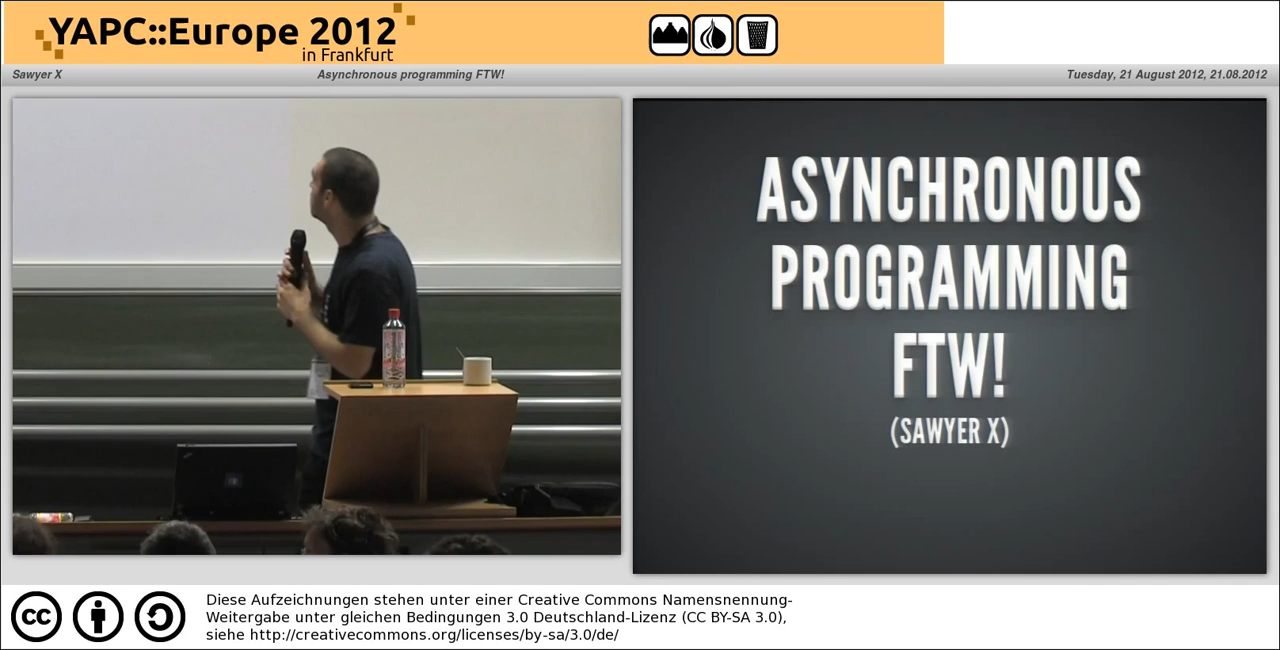 YAPC::Europe 2012
in Frankfurt
Sawyer X
Asynchronous programming FTW!
Tuesday, 21 August 2012, 21.08.2012
ASYNCHRONOUS
PROGRAMMING
FTW!
(SAWYER X)
cc
Diese Aufzeichnungen stehen unter einer Creative Commons Namensnennung-
Weitergabe unter gleichen Bedingungen 3.0 Deutschland-Lizenz (CC BY-SA 3.0),
siehe http://creativecommons.org/licenses/by-sa/3.0/de/